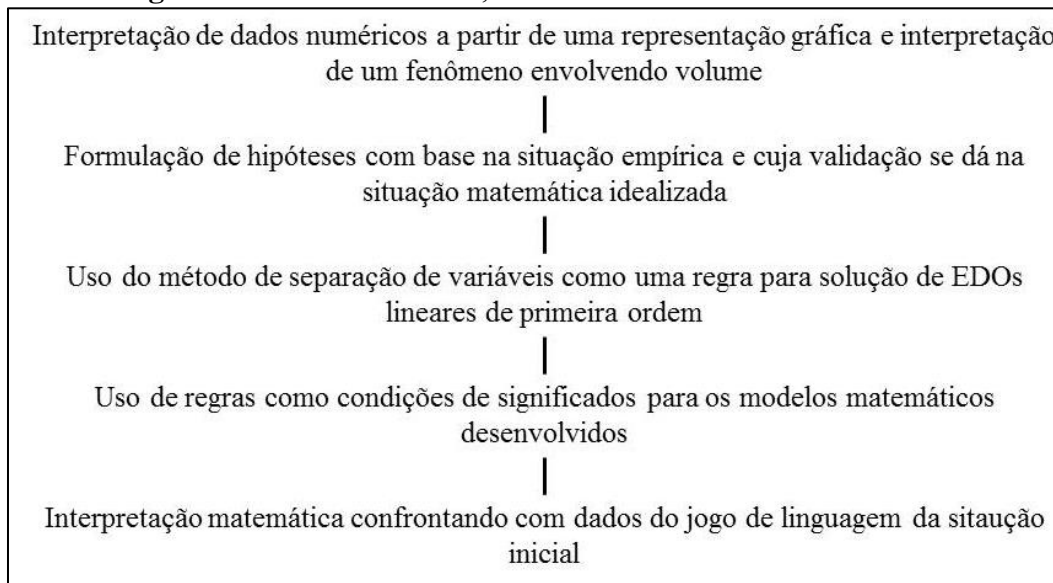 Interpretação de dados numéricos a partir de uma representação gráfica e interpretação
de um fenômeno envolvendo volume
Formulação de hipóteses com base na situação empírica e cuja validação se dá na
situação matemática idealizada
Uso do método de separação de variáveis como uma regra para solução de EDOs
lineares de primeira ordem
Uso de regras como condições de significados para os modelos matemáticos
desenvolvidos
Interpretação matemática confrontando com dados do jogo de linguagem da sitaução
inicial